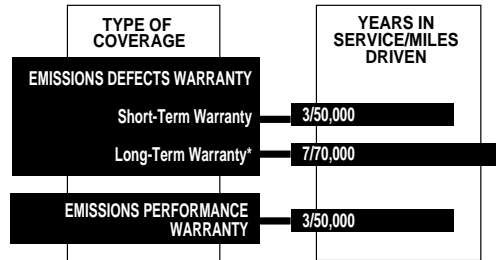 TYPE OF
COVERAGE
YEARS IN
SERVICE/MILES
DRIVEN
EMISSIONS DEFECTS WARRANTY
Short-Term Warranty
3/50,000
Long-Term Warranty*
7/70,000
EMISSIONS PERFORMANCE
WARRANTY
3/50,000